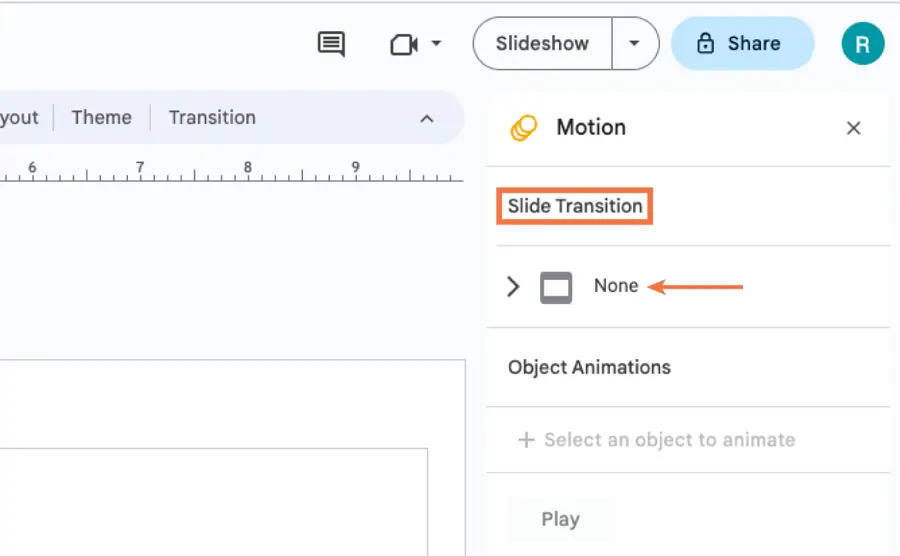 Slideshow
Share
R
yout Theme Transition
6 7 8 9
Motion
Slide Transition
None
Object Animations
+ Select an object to animate
Play